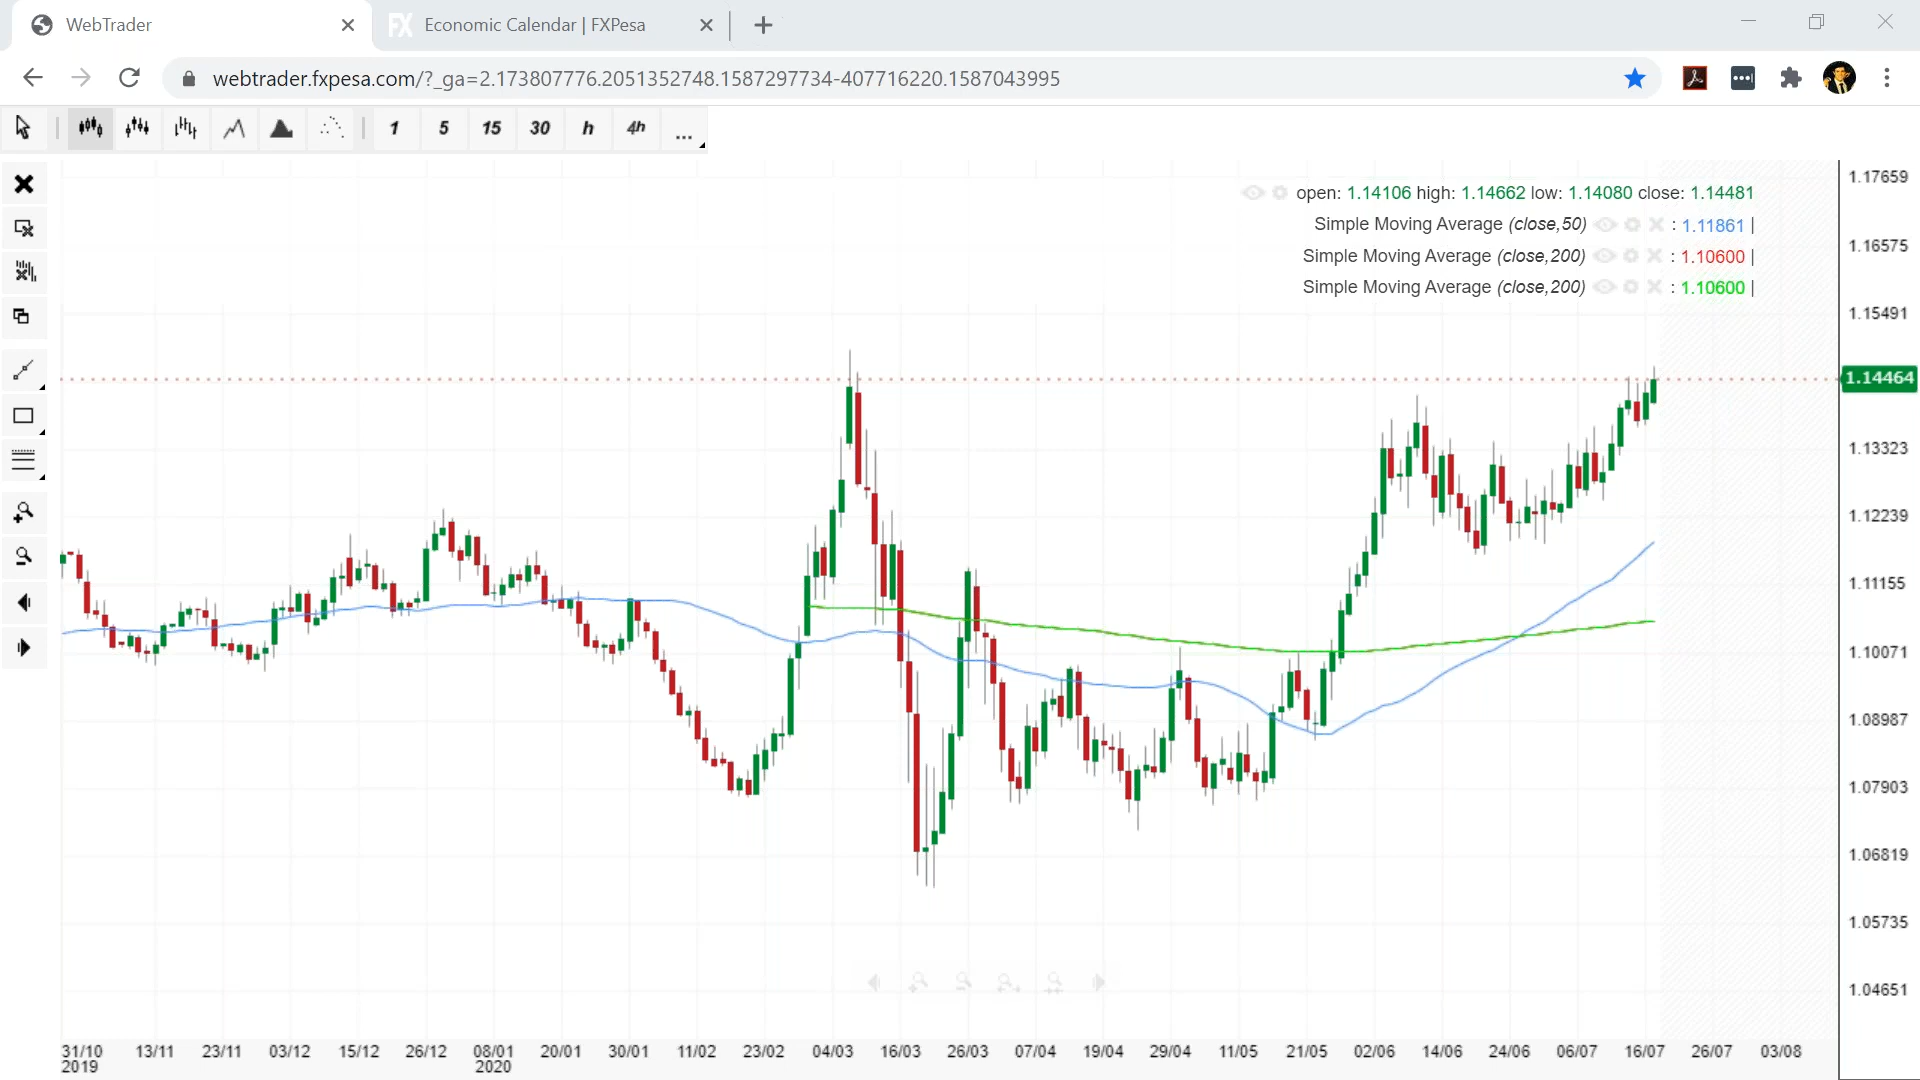 WebTrader
FX Economic Calendar | FXPesa
webtrader.fxpesa.com/?_ga=2.173807776.2051352748.1587297734-407716220.1587043995
1 5 15 30 h 4h ...
open: 1.14106 high: 1.14662 low: 1.14080 close: 1.14481
Simple Moving Average (close,50) : 1.11861 |
Simple Moving Average (close,200) : 1.10600 |
Simple Moving Average (close,200) : 1.10600 |
1.17659
1.16575
1.15491
1.14464
1.13323
1.12239
1.11155
1.10071
1.08987
1.07903
1.06819
1.05735
1.04651
31/10 13/11 23/11 03/12 15/12 26/12 08/01 20/01 30/01 11/02 23/02 04/03 16/03 26/03 07/04 19/04 29/04 11/05 21/05 02/06 14/06 24/06 06/07 16/07 26/07 03/08
2019 2020